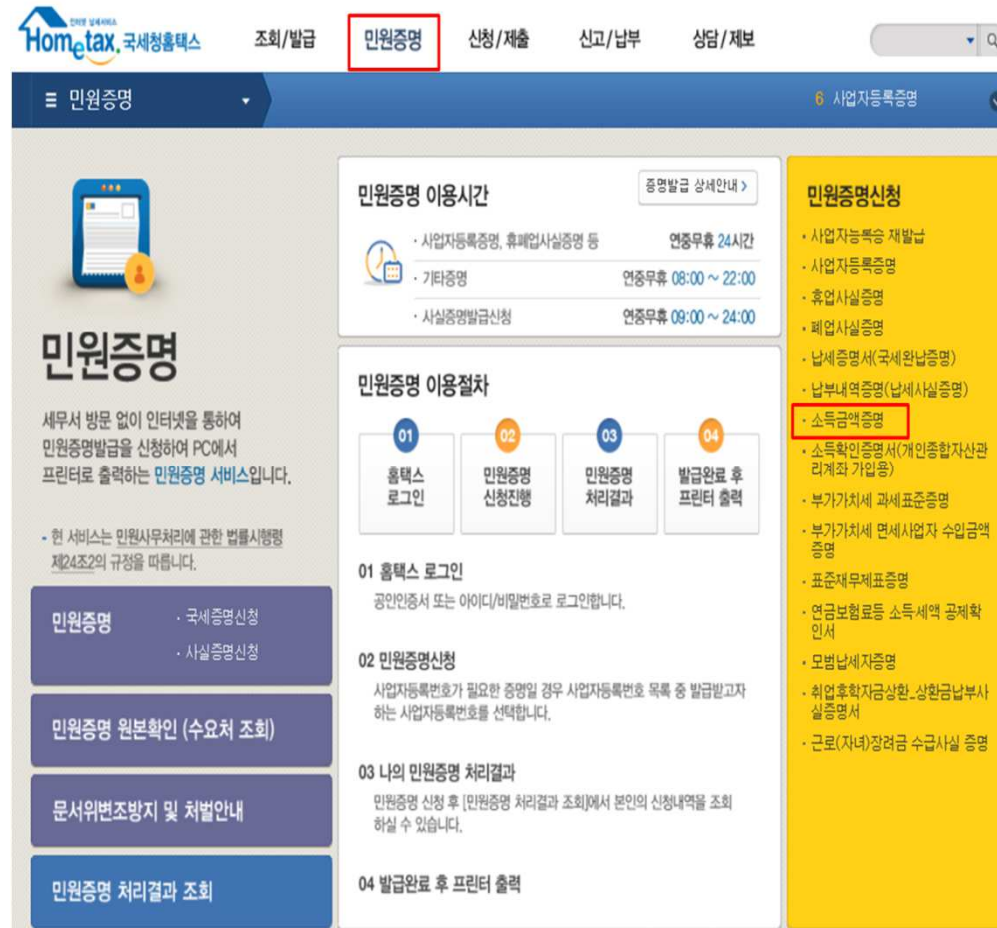 인터넷 납세서비스
Hometax. 국세청홈택스
조회/발급
민원증명
신청/제출
신고/납부
상담/제보
민원증명
6 사업자등록증명
민원증명
세무서 방문 없이 인터넷을 통하여
민원증명발급을 신청하여 PC에서
프린터로 출력하는 민원증명 서비스입니다.
- 현 서비스는 민원사무처리에 관한 법률시행령
제24조2의 규정을 따릅니다.
민원증명
· 국세증명신청
· 사실증명신청
민원증명 원본확인 (수요처 조회)
문서위변조방지 및 처벌안내
민원증명 처리결과 조회
민원증명 이용시간
증명발급 상세안내 >
· 사업자등록증명, 휴폐업사실증명 등 연중무휴 24시간
· 기타증명 연중무휴 08:00 ~ 22:00
· 사실증명발급신청 연중무휴 09:00 ~ 24:00
민원증명 이용절차
01
홈택스
로그인
02
민원증명
신청진행
03
민원증명
처리결과
04
발급완료 후
프린터 출력
01 홈택스 로그인
공인인증서 또는 아이디/비밀번호로 로그인합니다.
02 민원증명신청
사업자등록번호가 필요한 증명일 경우 사업자등록번호 목록 중 발급받고자
하는 사업자등록번호를 선택합니다.
03 나의 민원증명 처리결과
민원증명 신청 후 [민원증명 처리결과 조회]에서 본인의 신청내역을 조회
하실 수 있습니다.
04 발급완료 후 프린터 출력
민원증명신청
· 사업자등록증 재발급
· 사업자등록증명
· 휴업사실증명
· 폐업사실증명
· 납세증명서(국세완납증명)
· 납부내역증명(납세사실증명)
· 소득금액증명
· 소득확인증명서(개인종합자산관
리계좌 가입용)
· 부가가치세 과세표준증명
· 부가가치세 면세사업자 수입금액
증명
· 표준재무제표증명
· 연금보험료등 소득·세액 공제확
인서
· 모범납세자증명
· 취업후학자금상환_상환금납부사
실증명서
· 근로(자녀)장려금 수급사실 증명